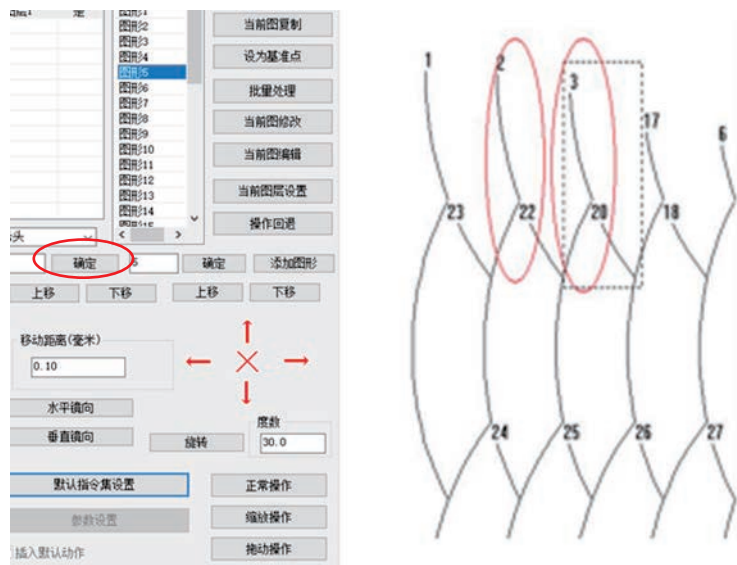 是
图形2
图形3
图形4
图形5
图形6
图形7
图形8
图形9
图形10
图形11
图形12
图形13
图形14
当前图复制
设为基准点
批量处理
当前图修改
当前图编辑
当前图层设置
操作回退
头
确定
5
确定
添加图形
上移
下移
上移
下移
移动距离(毫米)
0.10
水平镜向
垂直镜向
旋转
度数
30.0
默认指令集设置
参数设置
插入默认动作
正常操作
缩放操作
拖动操作
1
2
3
17
6
23
22
20
18
24
25
26
27